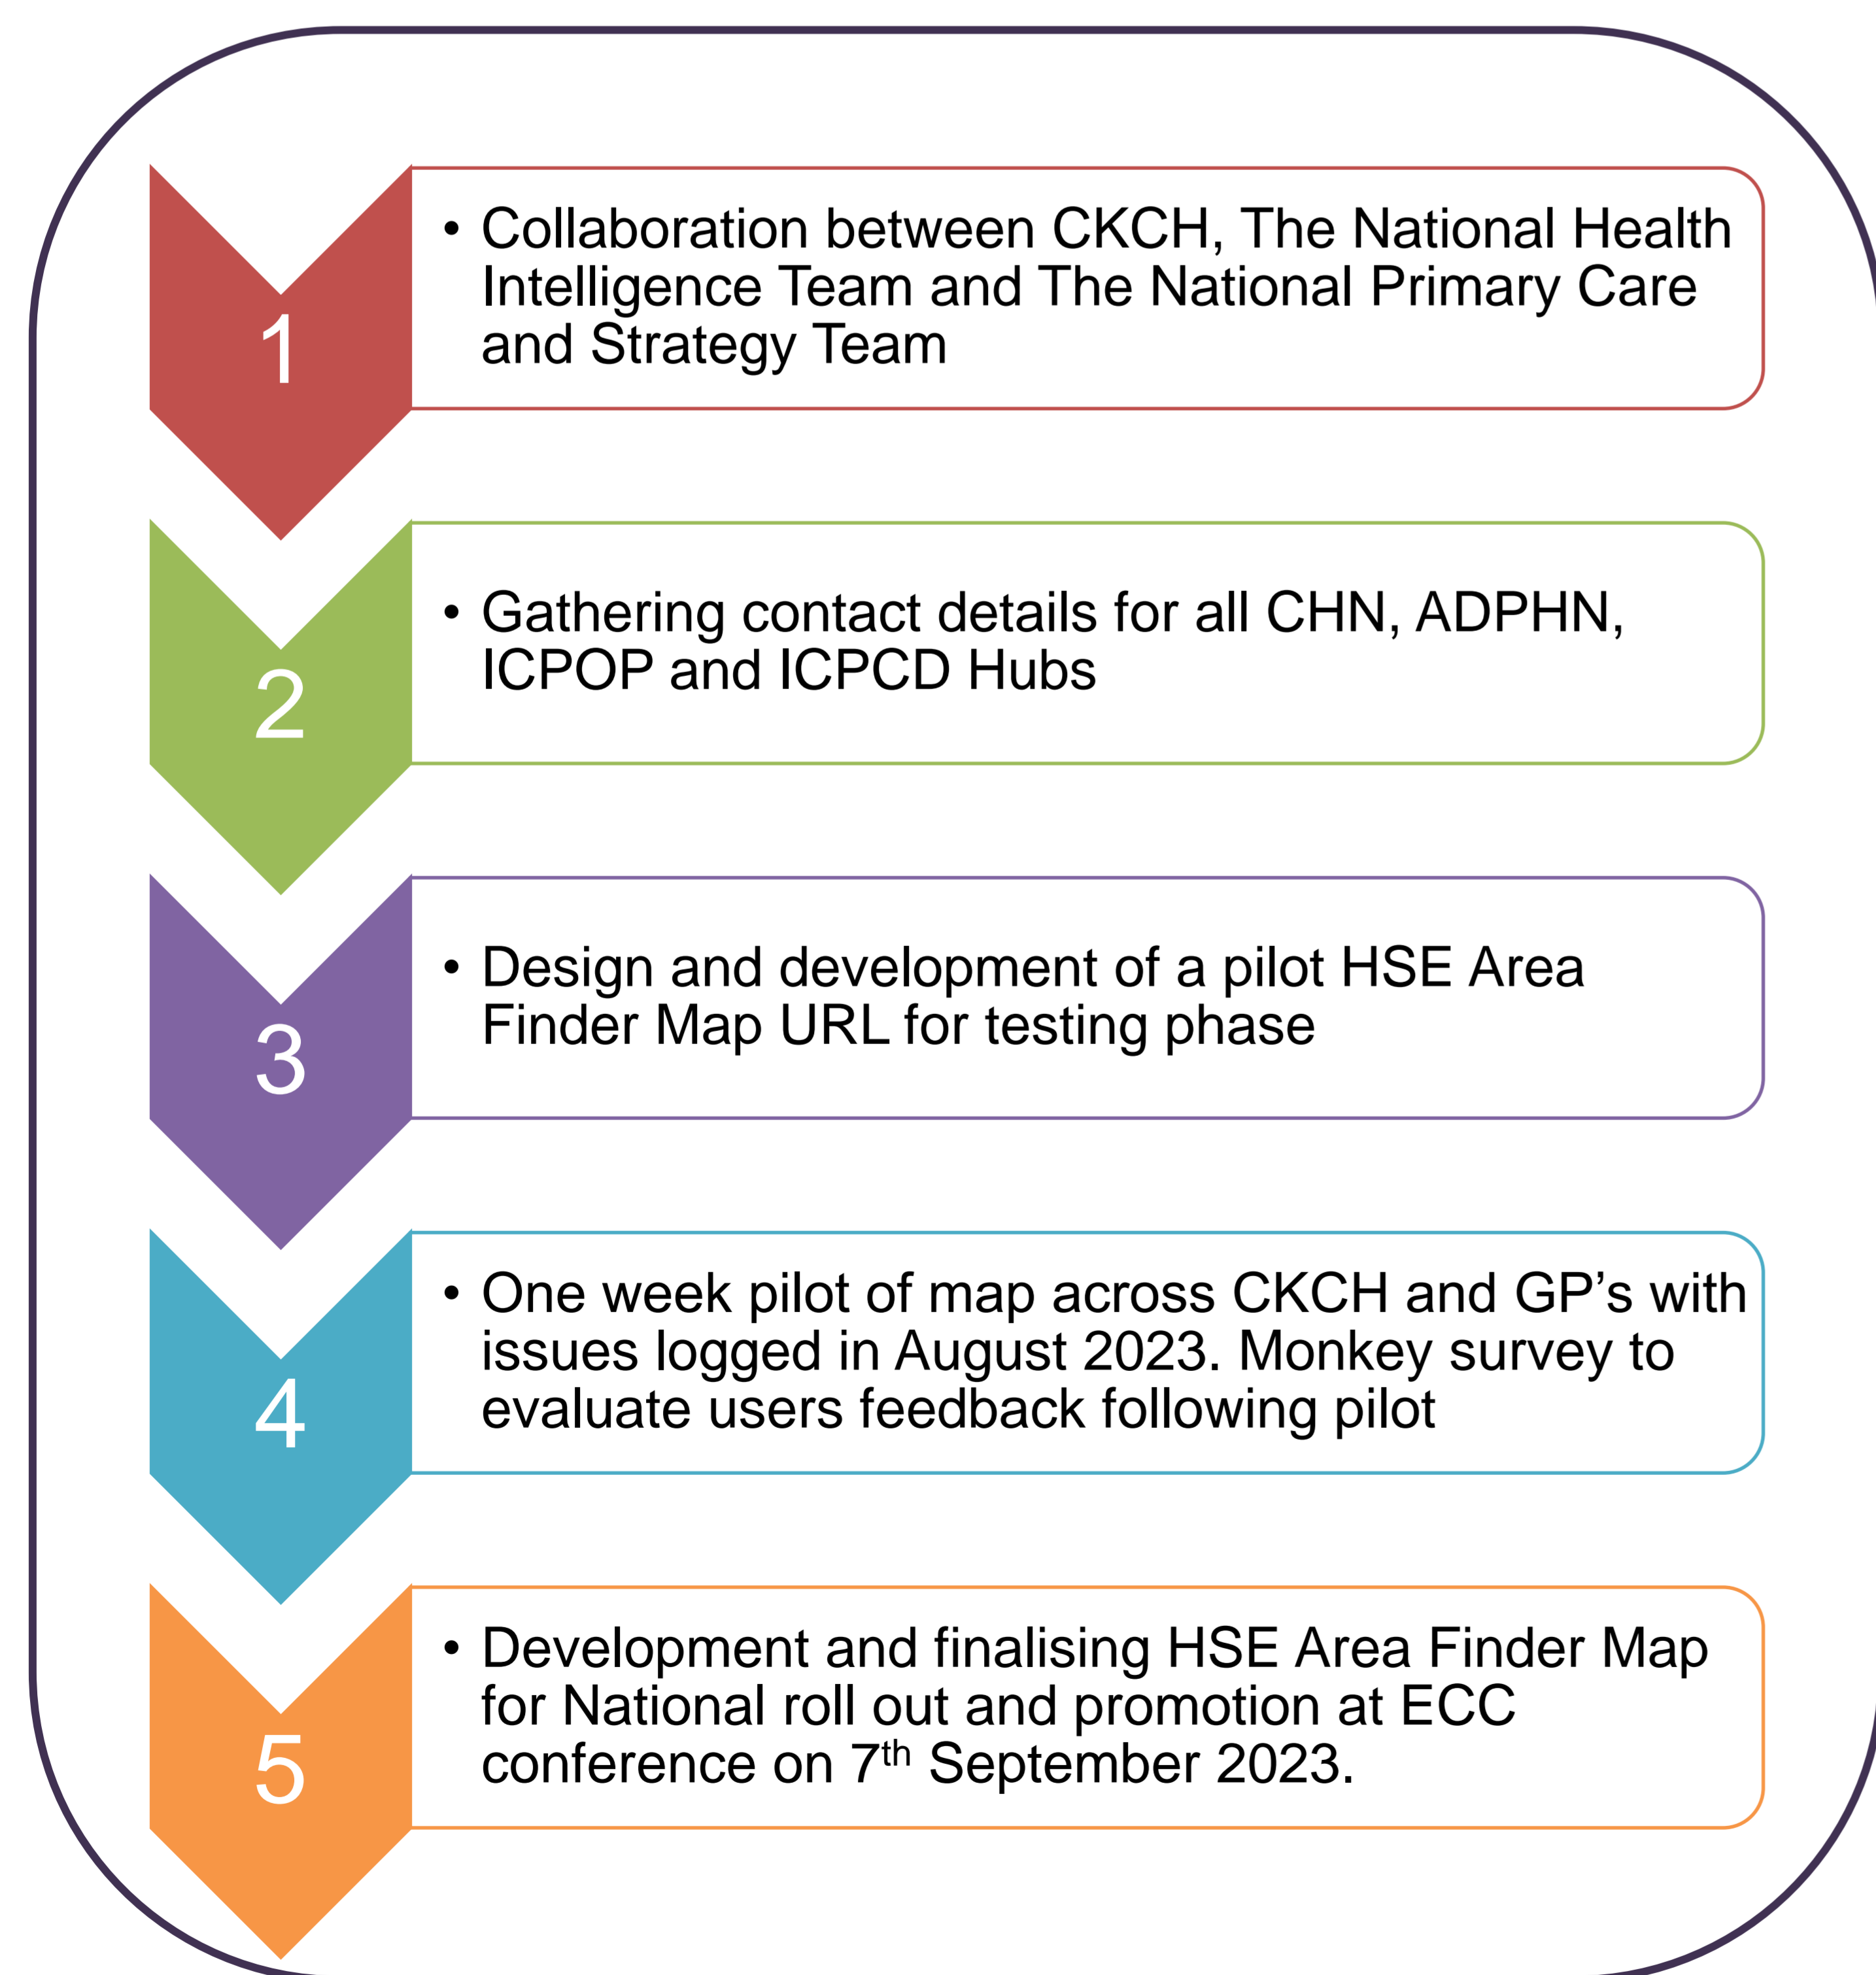 1
• Collaboration between CKCH, The National Health
Intelligence Team and The National Primary Care
and Strategy Team
2
• Gathering contact details for all CHN, ADPHN,
ICPOP and ICPCD Hubs
3
• Design and development of a pilot HSE Area
Finder Map URL for testing phase
4
• One week pilot of map across CKCH and GP’s with
issues logged in August 2023. Monkey survey to
evaluate users feedback following pilot
5
• Development and finalising HSE Area Finder Map
for National roll out and promotion at ECC
conference on 7th September 2023.